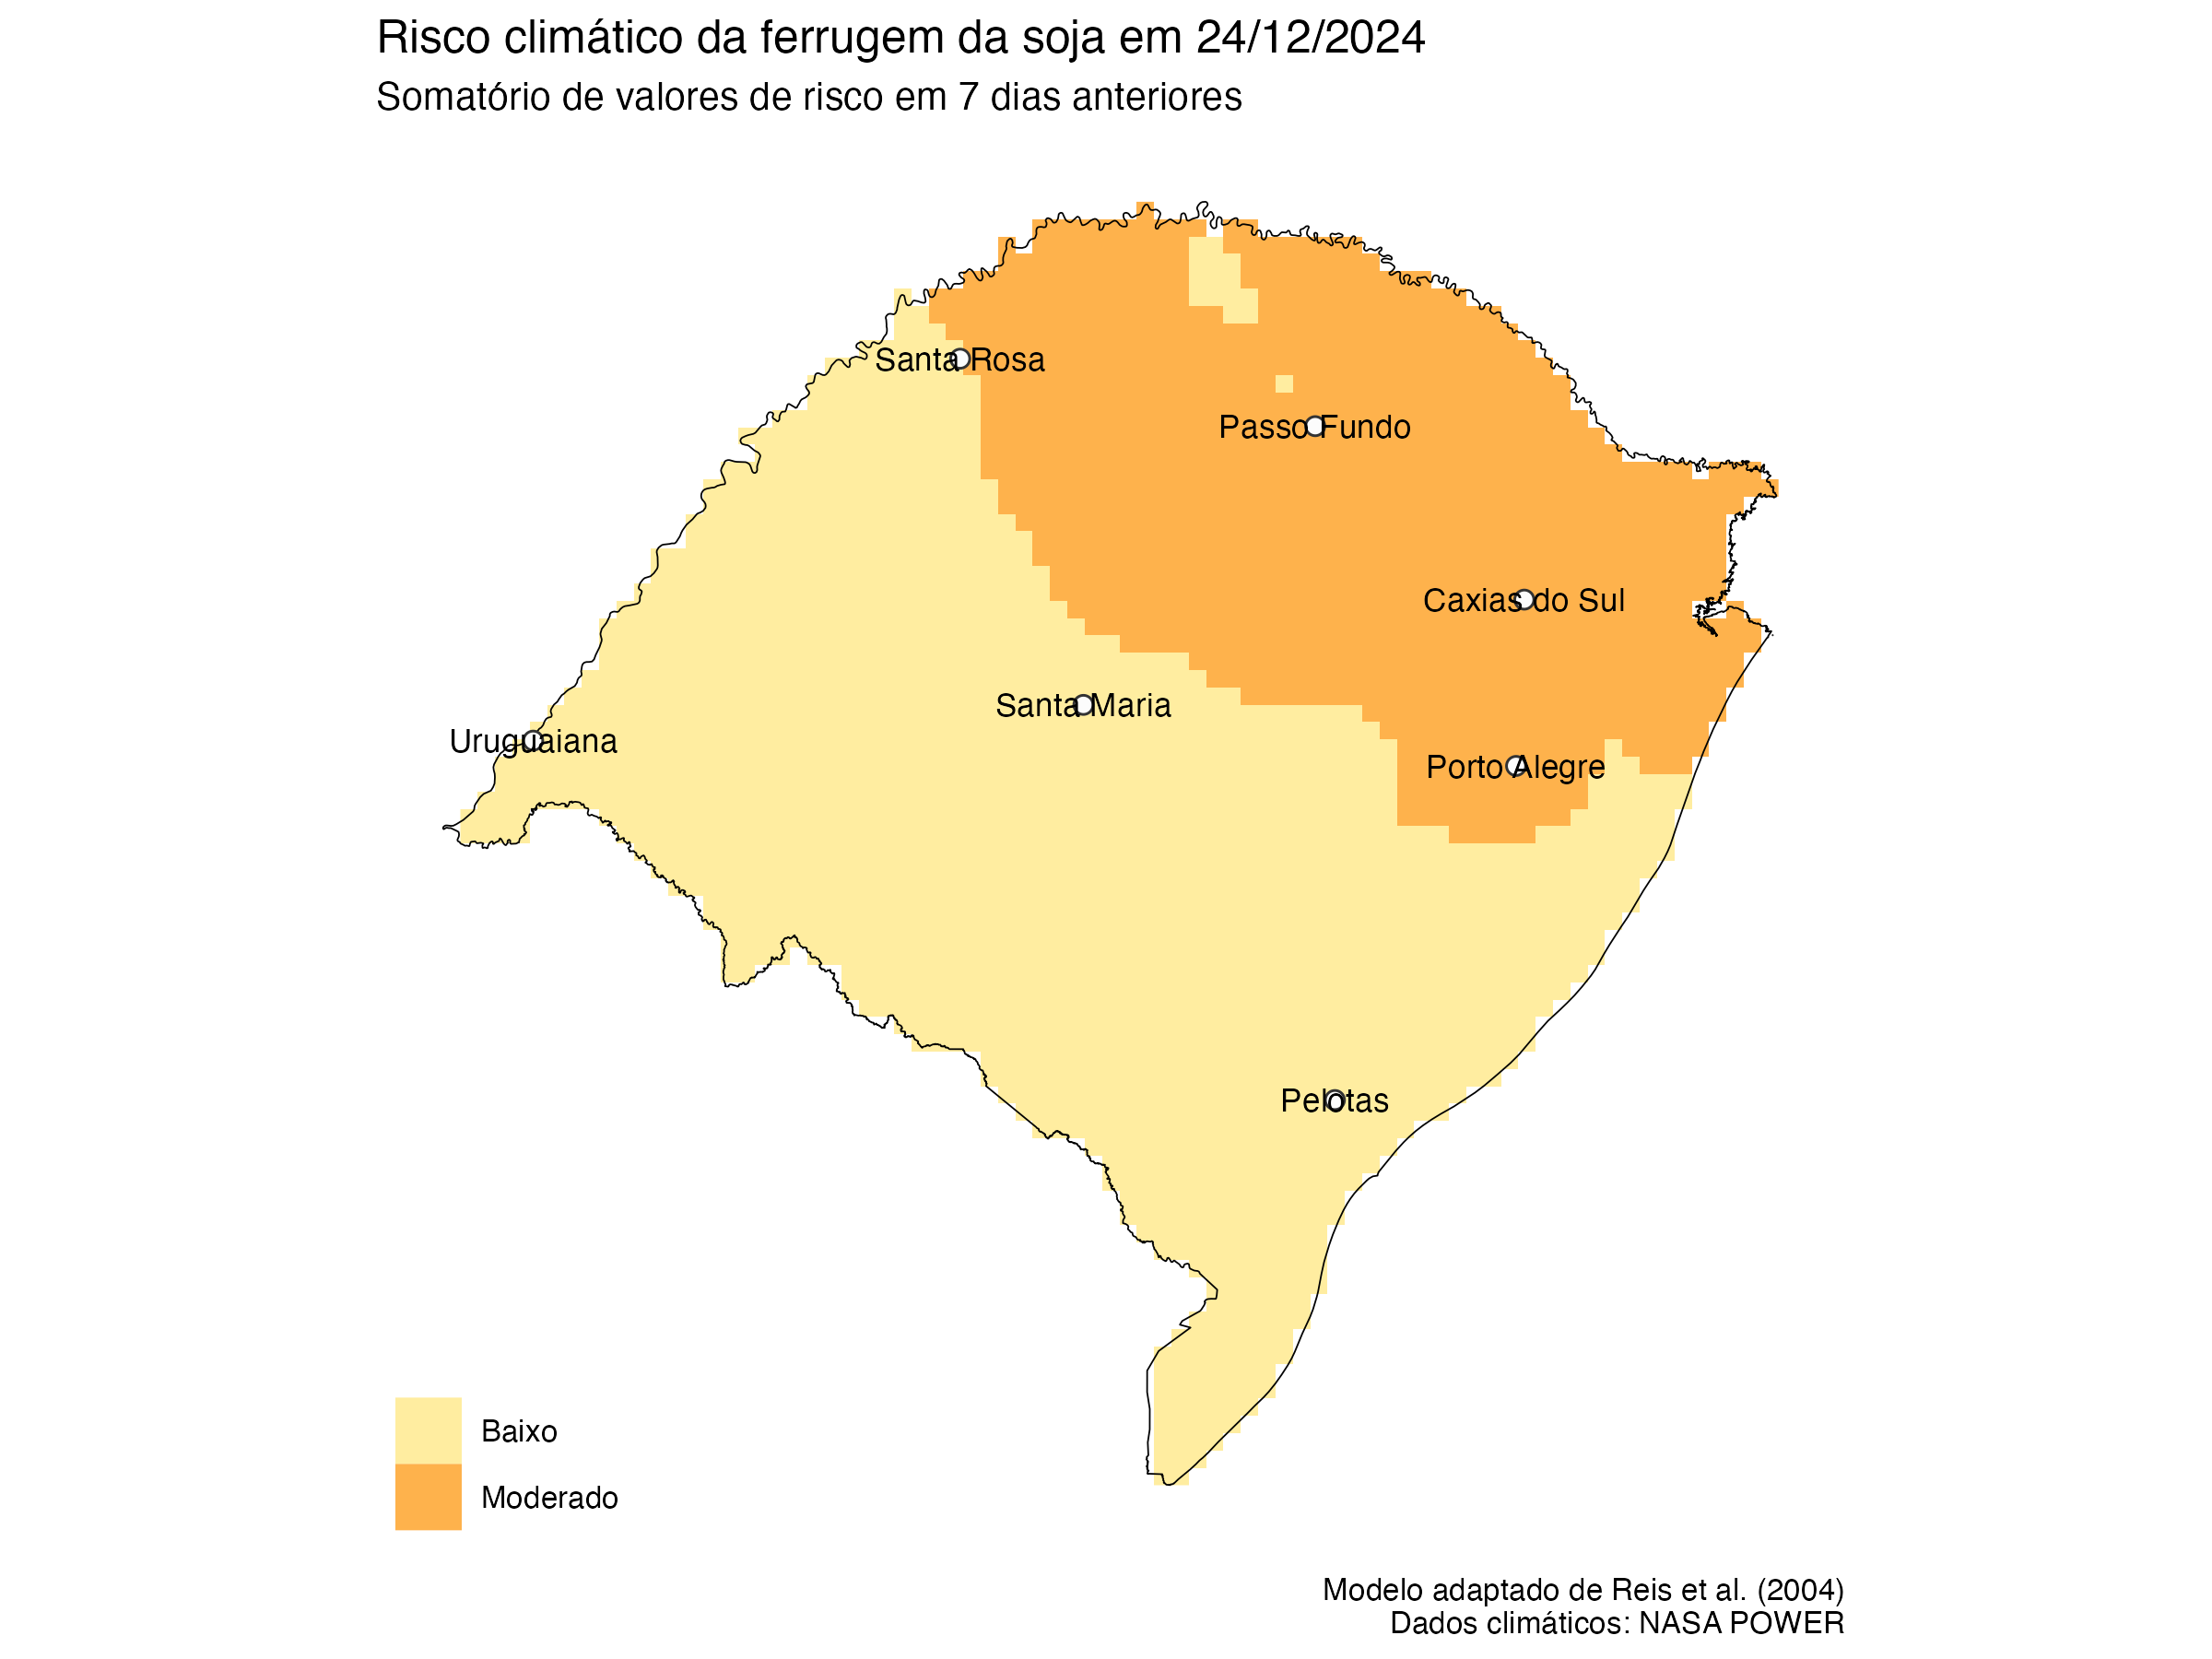 Risco climático da ferrugem da soja em 24/12/2024
Somatório de valores de risco em 7 dias anteriores
Santa Rosa
Passo Fundo
Caxias do Sul
Santa Maria
Uruguaiana
Porto Alegre
Pelotas
Baixo
Moderado
Modelo adaptado de Reis et al. (2004)
Dados climáticos: NASA POWER